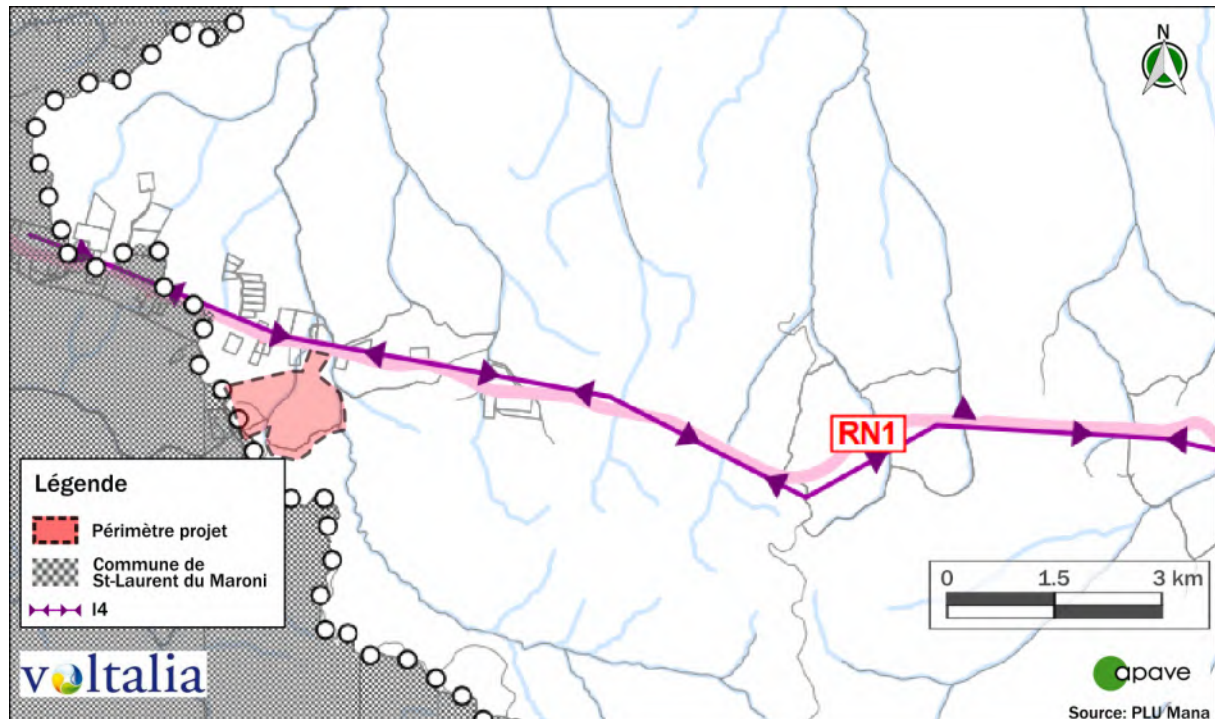 N
RN1
Légende
Périmètre projet
Commune de
St-Laurent du Maroni
I4
0 1.5 3 km
voltalia
apave
Source: PLU Mana